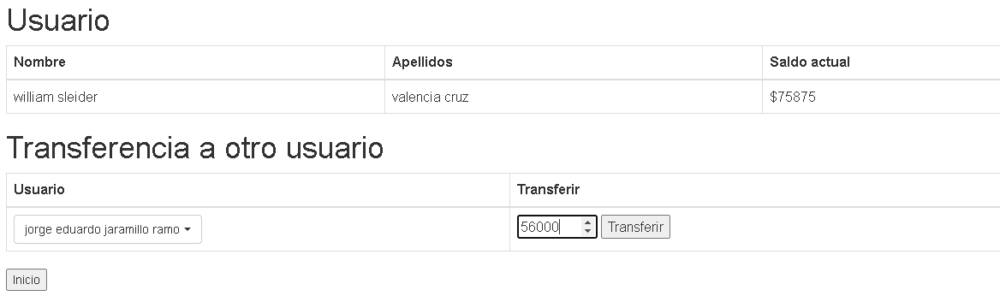 Usuario
Nombre Apellidos Saldo actual
william sleider valencia cruz $75875
Transferencia a otro usuario
Usuario Transferir
jorge eduardo jaramillo ramo 56000 Transferir
Inicio